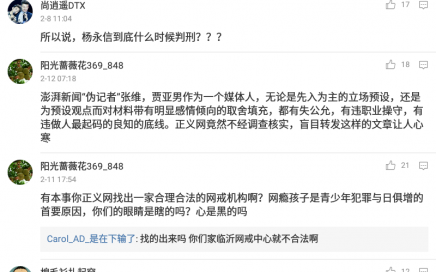 尚逍遥DTX
17
2-8 11:04
所以说，杨永信到底什么时候判刑？？？
阳光蔷薇花369_848
18
2-12 07:18
澎湃新闻“伪记者”张维，贾亚男作为一个媒体人，无论是先入为主的立场预设，还是
为预设观点而对材料带有明显感情倾向的取舍填充，都有失公允，有违职业操守，有
违做人最起码的良知的底线。正义网竟然不经调查核实，盲目转发这样的文章让人心
寒
阳光蔷薇花369_848
21
2-11 17:54
有本事你正义网找出一家合理合法的网戒机构啊？网瘾孩子是青少年犯罪与日俱增的
首要原因，你们的眼睛是瞎的吗？心是黑的吗
Carol_AD_是在下输了: 找的出来吗 你们家临沂网戒中心就不合法啊
12